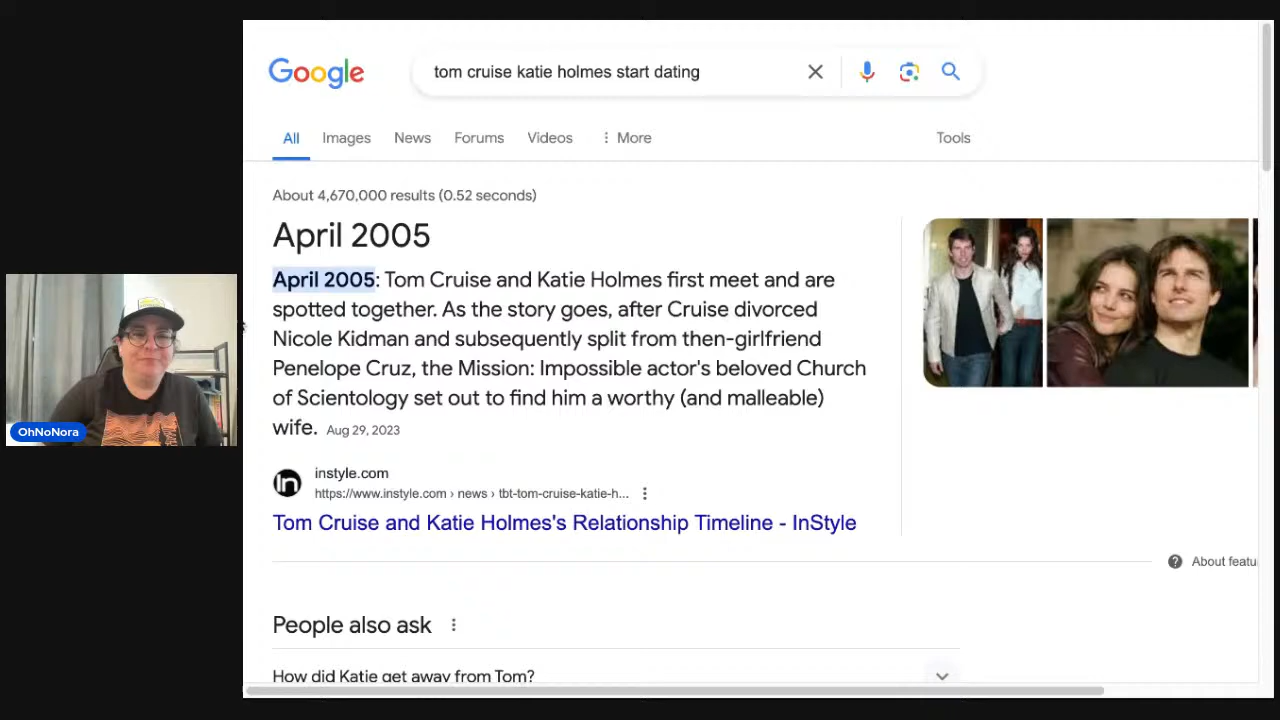 Google
tom cruise katie holmes start dating
All Images News Forums Videos More Tools
About 4,670,000 results (0.52 seconds)
April 2005
April 2005: Tom Cruise and Katie Holmes first meet and are
spotted together. As the story goes, after Cruise divorced
Nicole Kidman and subsequently split from then-girlfriend
Penelope Cruz, the Mission: Impossible actor's beloved Church
of Scientology set out to find him a worthy (and malleable)
wife. Aug 29, 2023
OhNoNora
In
instyle.com
https://www.instyle.com › news › tbt-tom-cruise-katie-h...
Tom Cruise and Katie Holmes's Relationship Timeline - InStyle
About featu
People also ask
How did Katie get away from Tom?